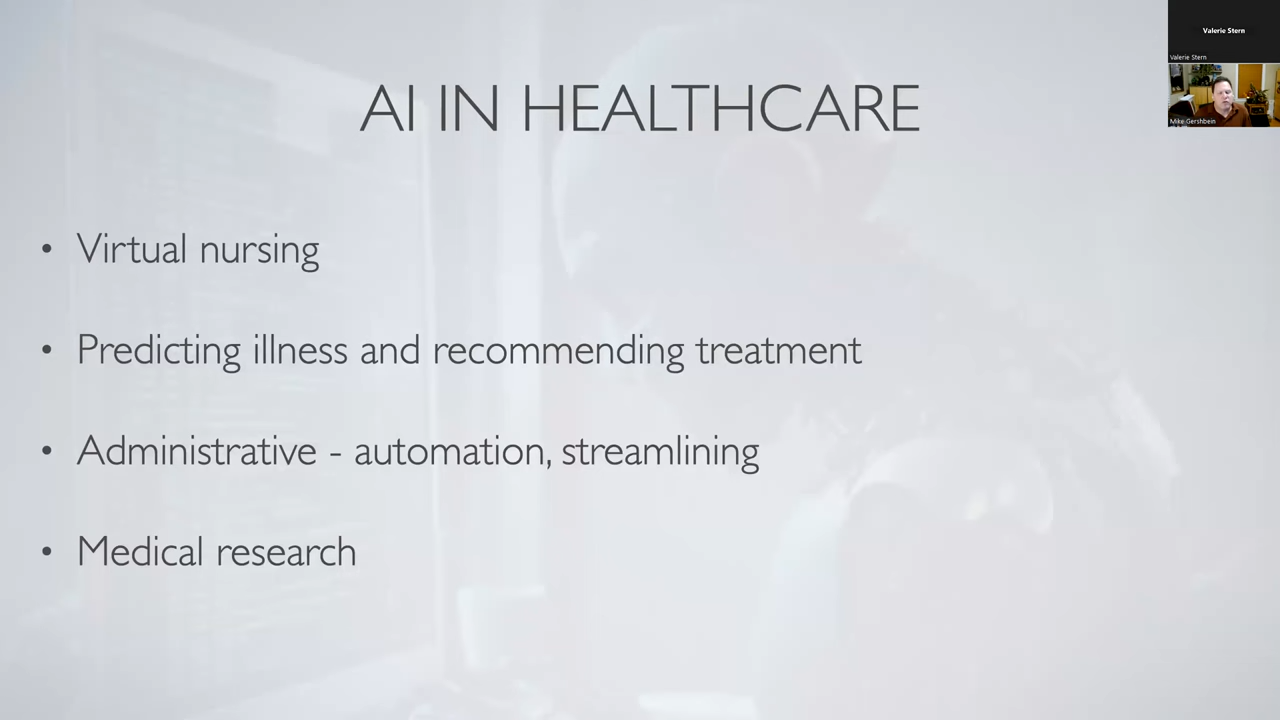 AI IN HEALTHCARE
Valerie Stern
Valerie Stern
Mike Gershbein
• Virtual nursing
• Predicting illness and recommending treatment
• Administrative - automation, streamlining
• Medical research